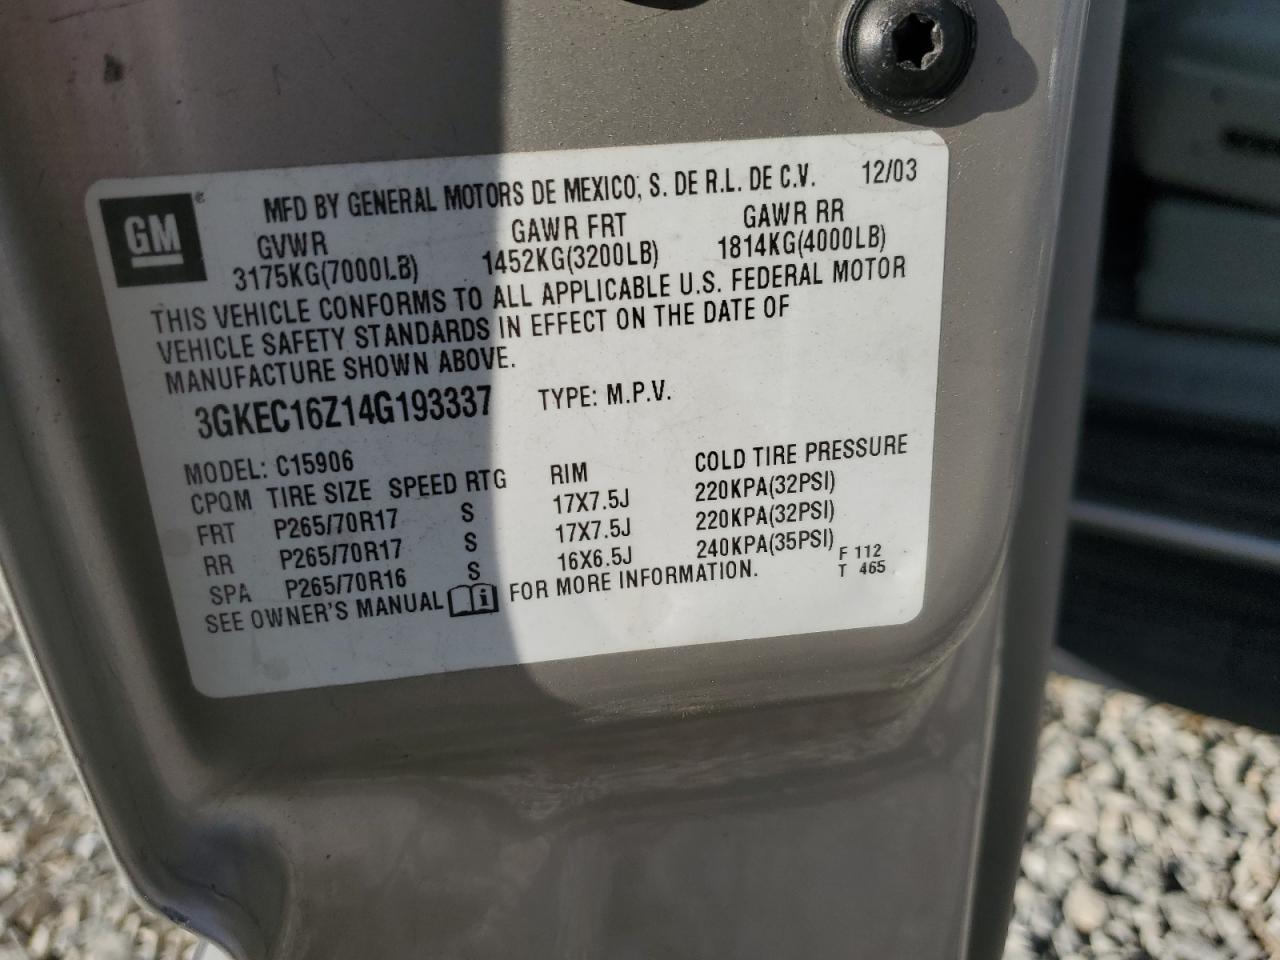 GM®
MFD BY GENERAL MOTORS DE MEXICO, S. DE R.L. DE C.V. 12/03
GVWR GAWR FRT GAWR RR
3175KG(7000LB) 1452KG(3200LB) 1814KG(4000LB)
THIS VEHICLE CONFORMS TO ALL APPLICABLE U.S. FEDERAL MOTOR
VEHICLE SAFETY STANDARDS IN EFFECT ON THE DATE OF
MANUFACTURE SHOWN ABOVE.
3GKEC16Z14G193337 TYPE: M.P.V.
MODEL: C15906
CPQM TIRE SIZE SPEED RTG RIM COLD TIRE PRESSURE
FRT P265/70R17 S 17X7.5J 220KPA(32PSI)
RR P265/70R17 S 17X7.5J 220KPA(32PSI)
SPA P265/70R16 S 16X6.5J 240KPA(35PSI)
SEE OWNER'S MANUAL i FOR MORE INFORMATION.
F 112
T 465